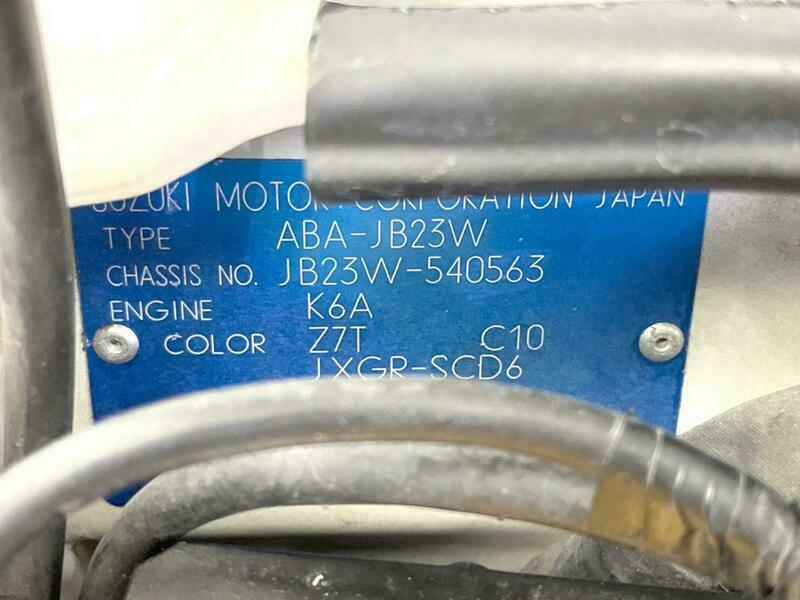 SUZUKI MOTOR CORPORATION JAPAN
TYPE ABA-JB23W
CHASSIS NO. JB23W-540563
ENGINE K6A
COLOR Z7T C10
JXGR-SCD6